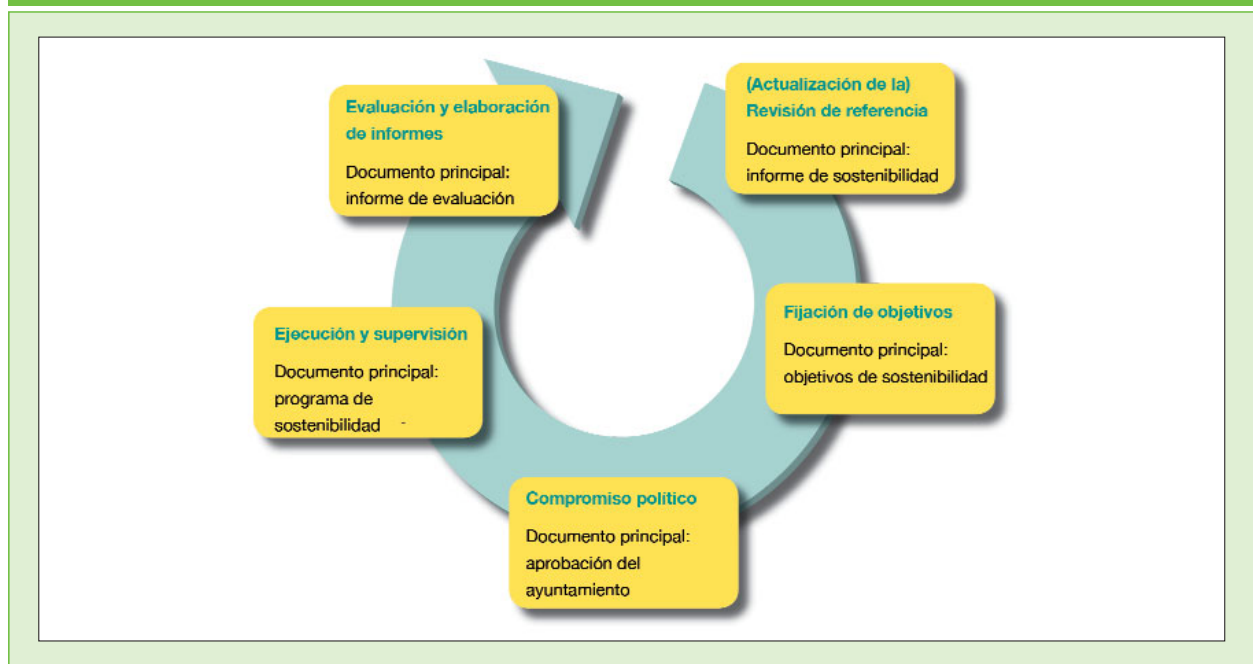 (Actualización de la)
Revisión de referencia
Documento principal:
informe de sostenibilidad
Fijación de objetivos
Documento principal:
objetivos de sostenibilidad
Compromiso político
Documento principal:
aprobación del
ayuntamiento
Ejecución y supervisión
Documento principal:
programa de
sostenibilidad -
Evaluación y elaboración
de informes
Documento principal:
informe de evaluación